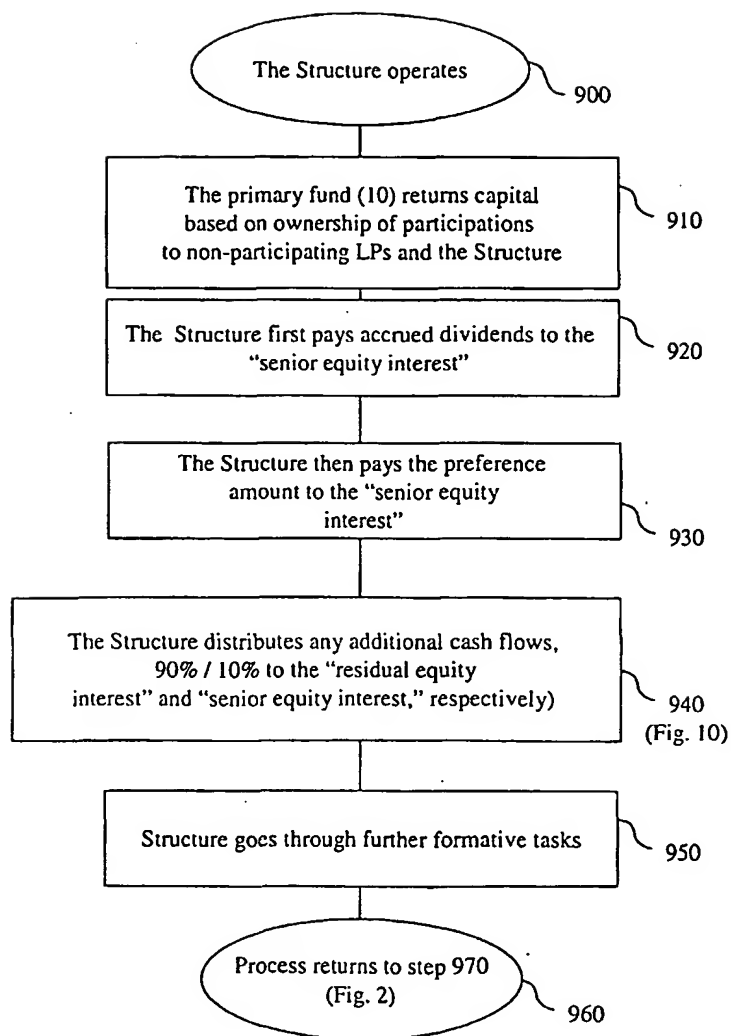 The Structure operates
900
The primary fund (10) returns capital
based on ownership of participations
to non-participating LPs and the Structure
910
The Structure first pays accrued dividends to the
“senior equity interest”
920
The Structure then pays the preference
amount to the “senior equity
interest”
930
The Structure distributes any additional cash flows,
90% / 10% to the “residual equity
interest” and “senior equity interest,” respectively)
940
(Fig. 10)
Structure goes through further formative tasks
950
Process returns to step 970
(Fig. 2)
960